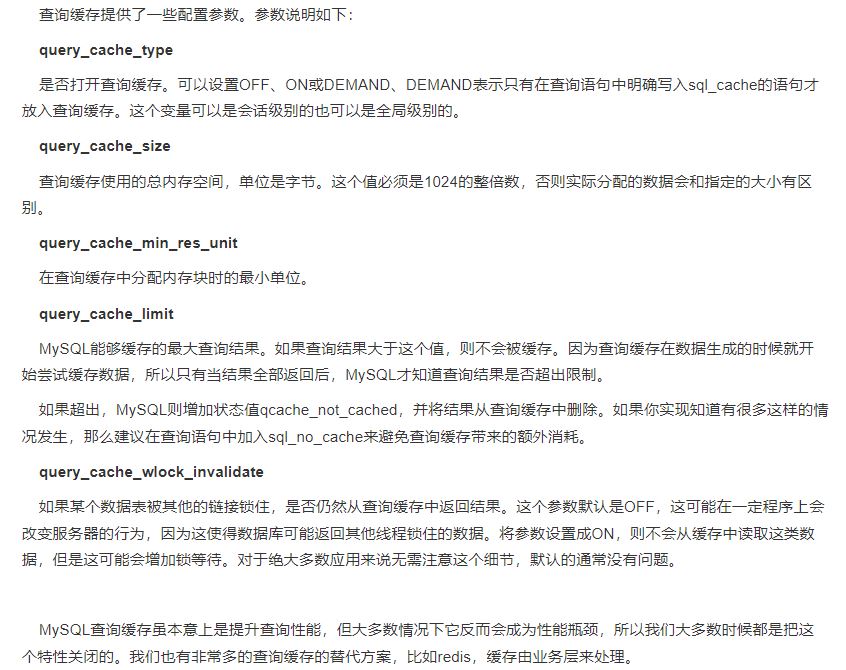 查询缓存提供了一些配置参数。参数说明如下：
query_cache_type
是否打开查询缓存。可以设置OFF、ON或DEMAND、DEMAND表示只有在查询语句中明确写入sql_cache的语句才
放入查询缓存。这个变量可以是会话级别的也可以是全局级别的。
query_cache_size
查询缓存使用的总内存空间，单位是字节。这个值必须是1024的整倍数，否则实际分配的数据会和指定的大小有区
别。
query_cache_min_res_unit
在查询缓存中分配内存块时的最小单位。
query_cache_limit
MySQL能够缓存的最大查询结果。如果查询结果大于这个值，则不会被缓存。因为查询缓存在数据生成的时候就开
始尝试缓存数据，所以只有当结果全部返回后，MySQL才知道查询结果是否超出限制。
如果超出，MySQL则增加状态值qcache_not_cached，并将结果从查询缓存中删除。如果你实现知道有很多这样的情
况发生，那么建议在查询语句中加入sql_no_cache来避免查询缓存带来的额外消耗。
query_cache_wlock_invalidate
如果某个数据表被其他的链接锁住，是否仍然从查询缓存中返回结果。这个参数默认是OFF，这可能在一定程序上会
改变服务器的行为，因为这使得数据库可能返回其他线程锁住的数据。将参数设置成ON，则不会从缓存中读取这类数
据，但是这可能会增加锁等待。对于绝大多数应用来说无需注意这个细节，默认的通常没有问题。
MySQL查询缓存虽本意上是提升查询性能，但大多数情况下它反而会成为性能瓶颈，所以我们大多数时候都是把这
个特性关闭的。我们也有非常多的查询缓存的替代方案，比如redis，缓存由业务层来处理。